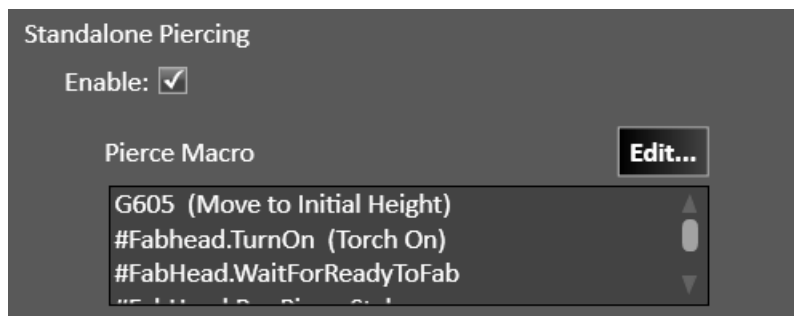 Standalone Piercing
Enable:
Pierce Macro
Edit...
G605 (Move to Initial Height)
#Fabhead.TurnOn (Torch On)
#FabHead.WaitForReadyToFab